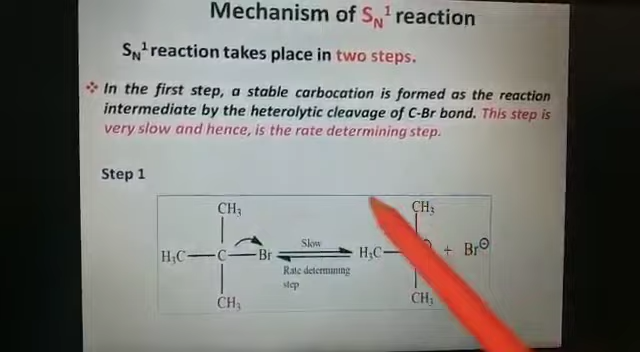 Mechanism of SN1 reaction
SN1 reaction takes place in two steps.
❖ In the first step, a stable carbocation is formed as the reaction
intermediate by the heterolytic cleavage of C-Br bond. This step is
very slow and hence, is the rate determining step.
Step 1
CH3 CH3
H3C—C—Br Slow H3C— + Br⊖
Rate determining
step
CH3 CH3